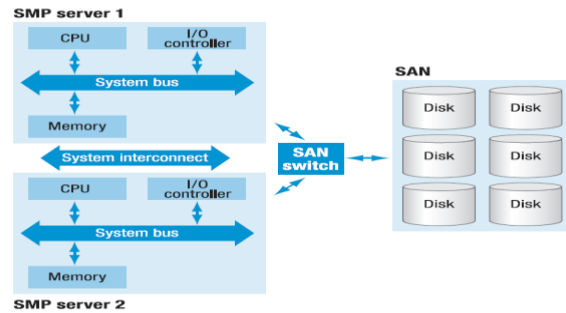 SMP server 1
CPU
I/O
controller
System bus
Memory
System interconnect
CPU
I/O
controller
System bus
Memory
SMP server 2
SAN
switch
SAN
Disk
Disk
Disk
Disk
Disk
Disk